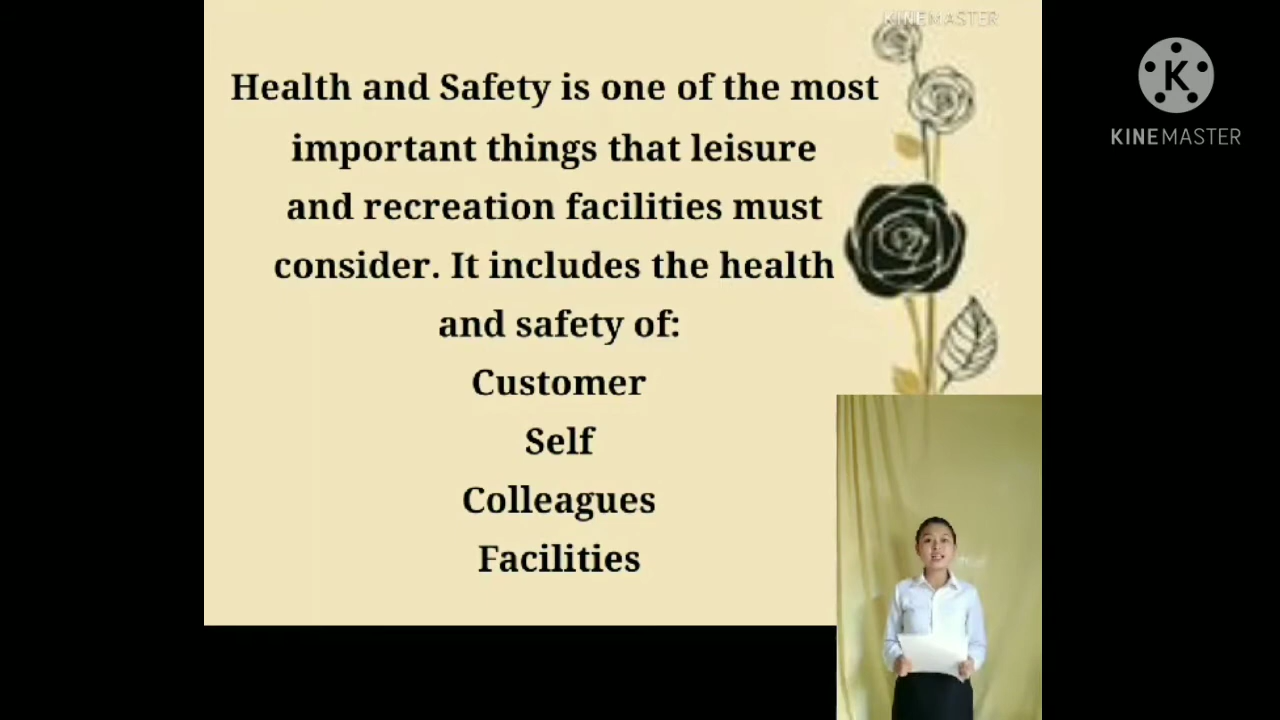 KINEMASTER
Health and Safety is one of the most
important things that leisure
and recreation facilities must
consider. It includes the health
and safety of:
Customer
Self
Colleagues
Facilities
K
KINEMASTER